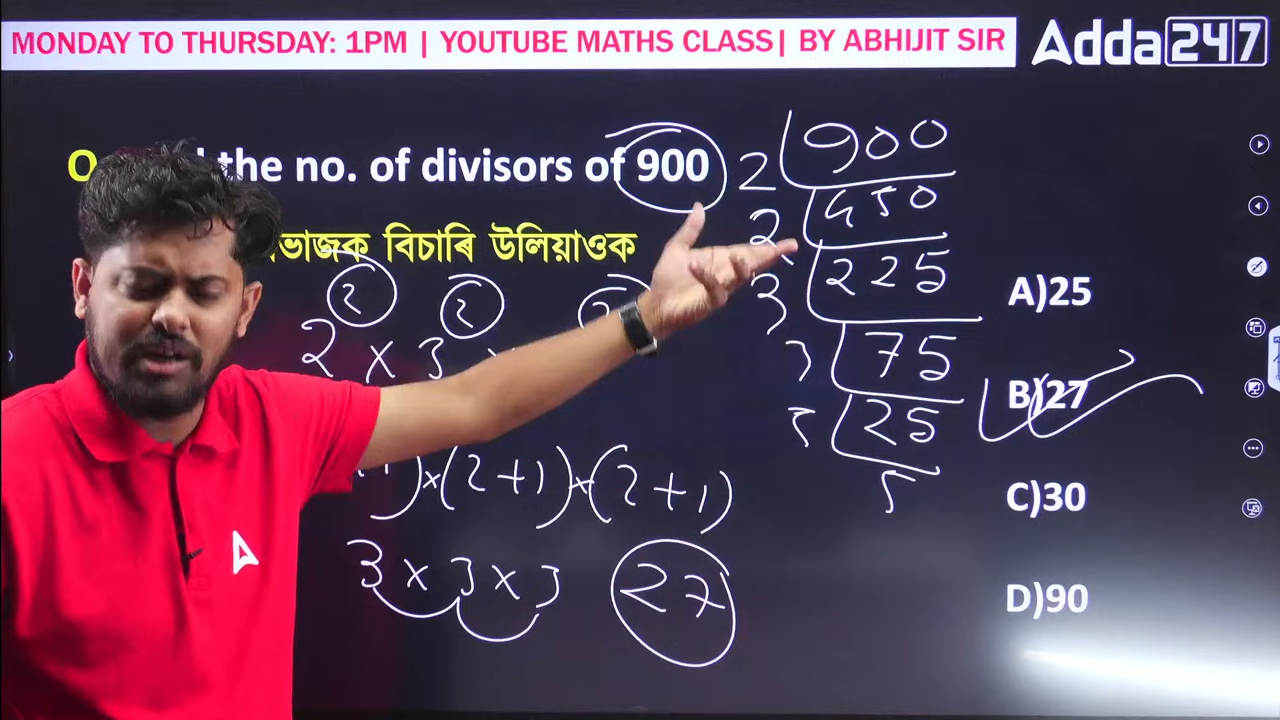 MONDAY TO THURSDAY: 1PM | YOUTUBE MATHS CLASS| BY ABHIJIT SIR
Adda247
the no. of divisors of 900
বিচাৰি উলিয়াওক
2 | 900
2 | 450
3 | 225
3 | 75
5 | 25
5
2² × 3²
×(2+1)×(2+1)
3 × 3 × 3 27
A)25
B)27
C)30
D)90